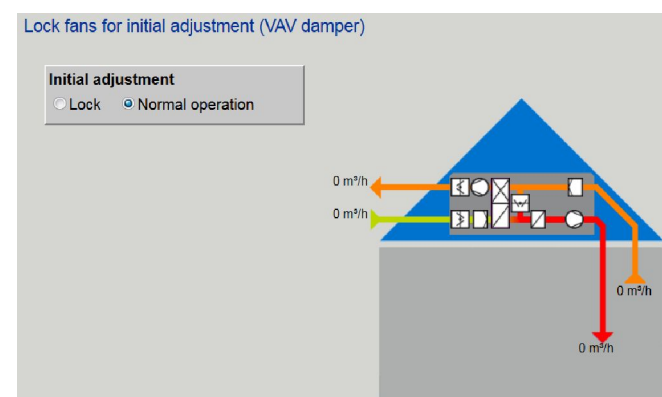 Lock fans for initial adjustment (VAV damper)
Initial adjustment
Lock Normal operation
0 m³/h
0 m³/h
0 m³/h
0 m³/h